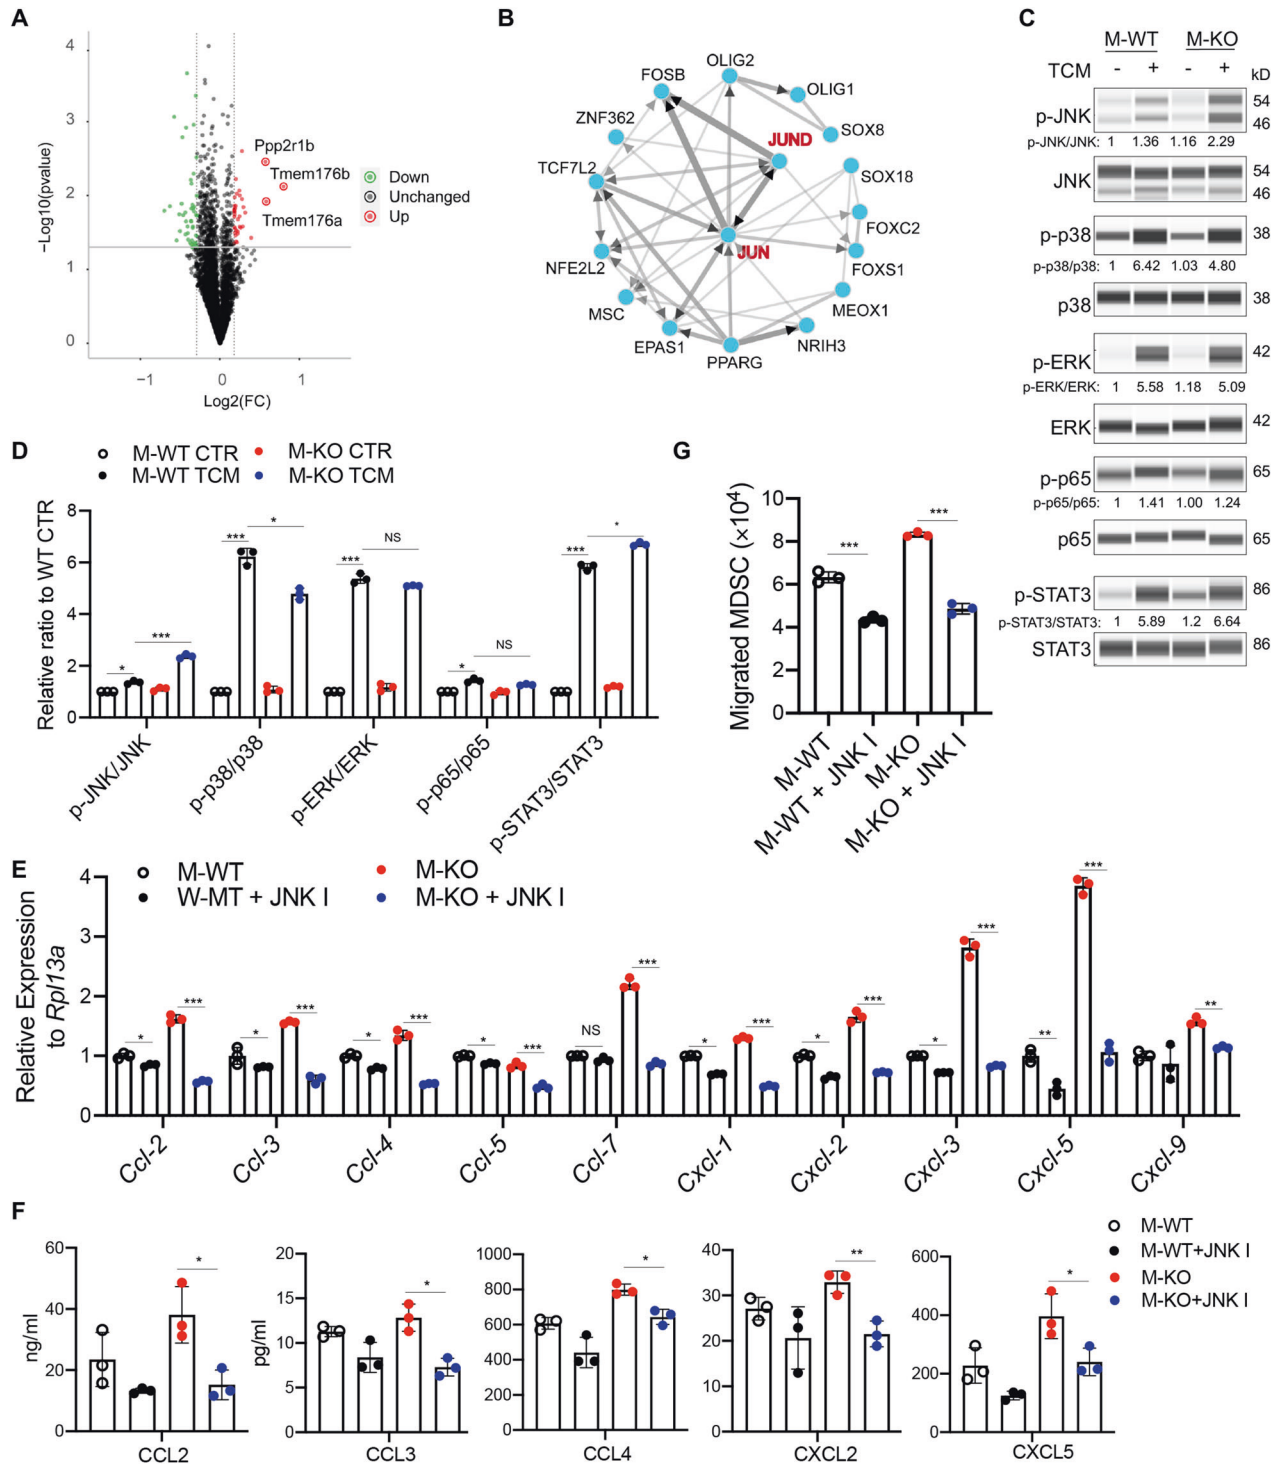 A
4
3
2
1
0
−Log10(pvalue)
−1
0
1
Log2(FC)
Ppp2r1b
Tmem176b
Tmem176a
Down
Unchanged
Up
B
OLIG2
FOSB
OLIG1
ZNF362
JUND
SOX8
TCF7L2
SOX18
FOXC2
JUN
FOXS1
NFE2L2
MSC
MEOX1
EPAS1
NRIH3
PPARG
C
M-WT M-KO
TCM - + - + kD
p-JNK 54
46
p-JNK/JNK: 1 1.36 1.16 2.29
JNK 54
46
p-p38 38
p-p38/p38: 1 6.42 1.03 4.80
p38 38
p-ERK 42
p-ERK/ERK: 1 5.58 1.18 5.09
ERK 42
p-p65 65
p-p65/p65: 1 1.41 1.00 1.24
p65 65
p-STAT3 86
p-STAT3/STAT3: 1 5.89 1.2 6.64
STAT3 86
D
M-WT CTR M-KO CTR
M-WT TCM M-KO TCM
Relative ratio to WT CTR
8
6
4
2
0
* *** *** * *** NS * NS *** *
p-JNK/JNK
p-p38/p38
p-ERK/ERK
p-p65/p65
p-STAT3/STAT3
G
Migrated MDSC (×10⁴)
10
8
6
4
2
0
*** ***
M-WT
M-WT + JNK I
M-KO
M-KO + JNK I
E
M-WT M-KO
W-MT + JNK I M-KO + JNK I
Relative Expression
to Rpl13a
4
3
2
1
0
* *** * *** * *** * *** NS *** * *** * *** * *** ** *** **
Ccl-2
Ccl-3
Ccl-4
Ccl-5
Ccl-7
Cxcl-1
Cxcl-2
Cxcl-3
Cxcl-5
Cxcl-9
F
M-WT
M-WT+JNK I
M-KO
M-KO+JNK I
ng/ml
60
40
20
0
*
CCL2
pg/ml
20
15
10
5
0
*
CCL3
1000
800
600
400
200
0
*
CCL4
40
30
20
10
0
**
CXCL2
600
400
200
0
*
CXCL5